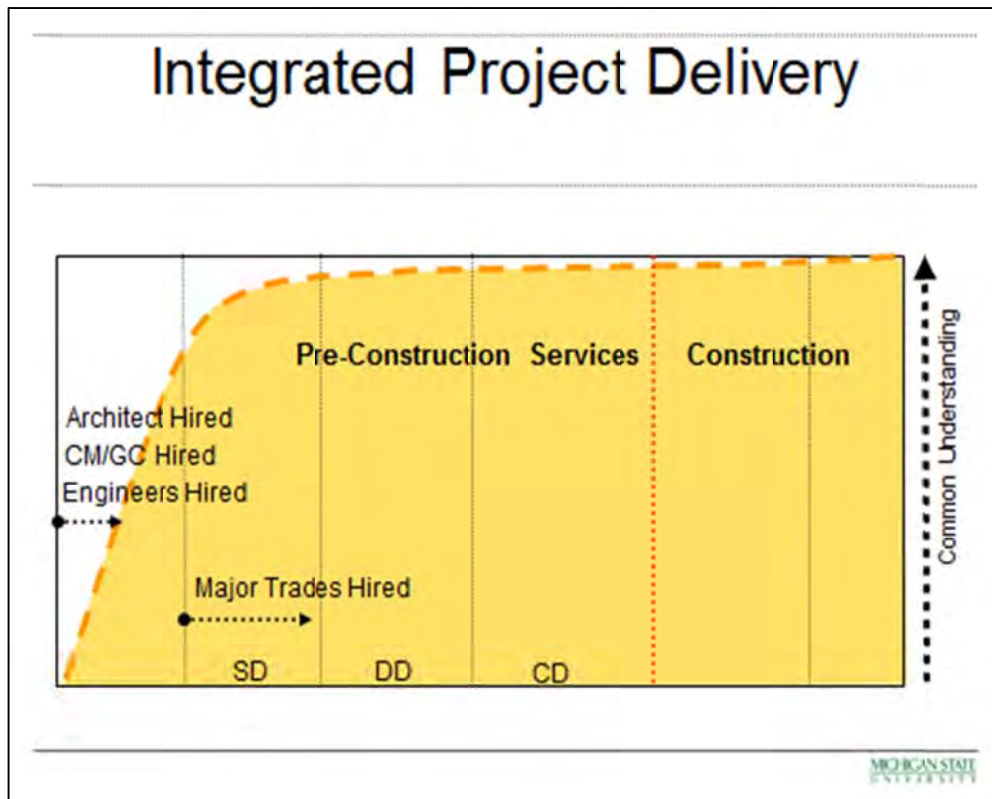 Integrated Project Delivery
Pre-Construction Services
Construction
Architect Hired
CM/GC Hired
Engineers Hired
Major Trades Hired
SD
DD
CD
Common Understanding
MICHIGAN STATE
UNIVERSITY